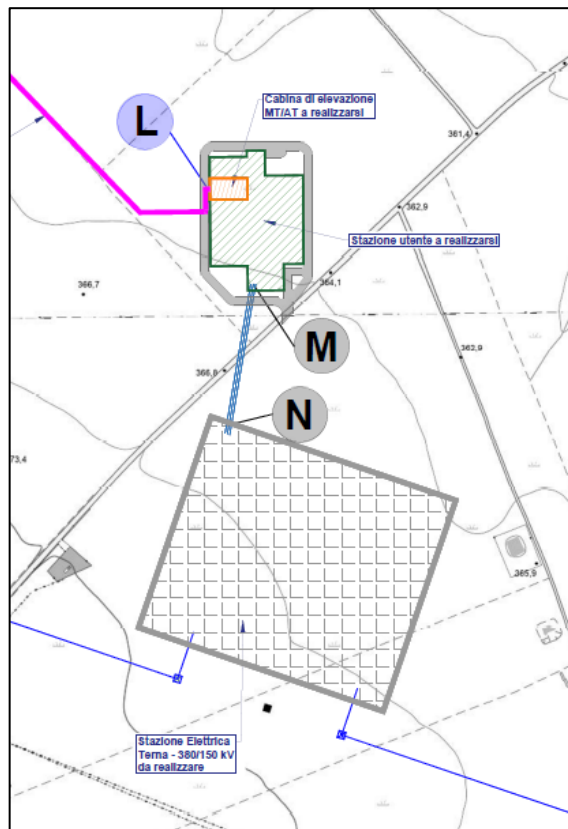 Cabina di elevazione
MT/AT a realizzarsi
L
361,4
362,9
Stazione utente a realizzarsi
364,1
366,7
M
362,9
366,8
N
73,4
365,9
Stazione Elettrica
Terna - 380/150 kV
da realizzare